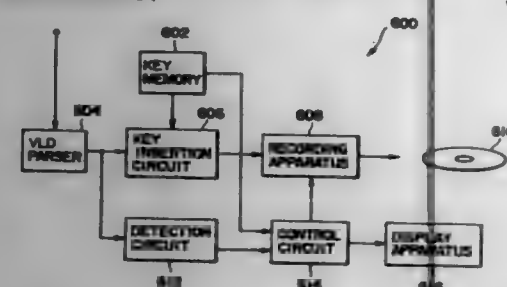 602
600
KEY
MEMORY
604
606
608
VLD
PARSER
KEY
INSERTION
CIRCUIT
RECORDING
APPARATUS
DETECTION
CIRCUIT
CONTROL
CIRCUIT
DISPLAY
APPARATUS